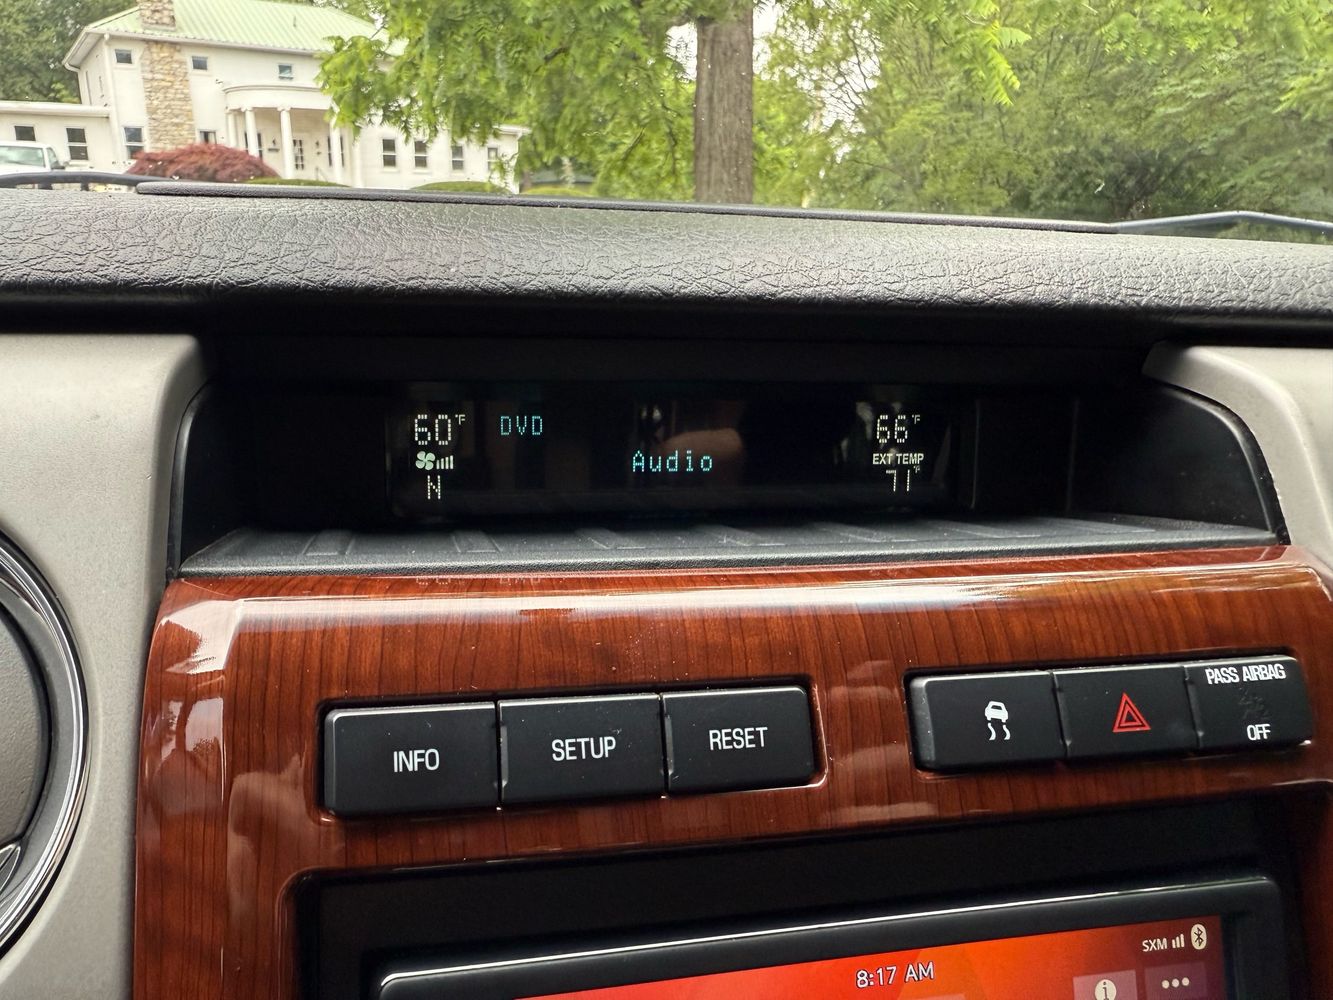 60°F DVD 66°F
Audio EXT TEMP
N 71°F
INFO SETUP RESET
PASS AIRBAG
OFF
SXM
8:17 AM